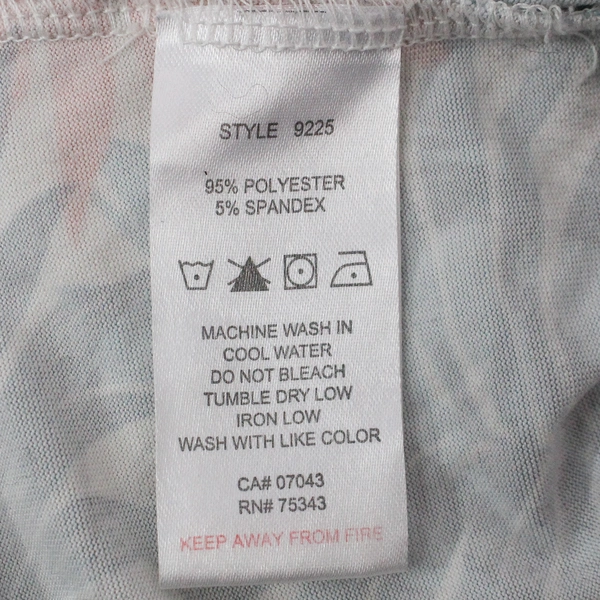 STYLE 9225
95% POLYESTER
5% SPANDEX
MACHINE WASH IN
COOL WATER
DO NOT BLEACH
TUMBLE DRY LOW
IRON LOW
WASH WITH LIKE COLOR
CA# 07043
RN# 75343
KEEP AWAY FROM FIRE